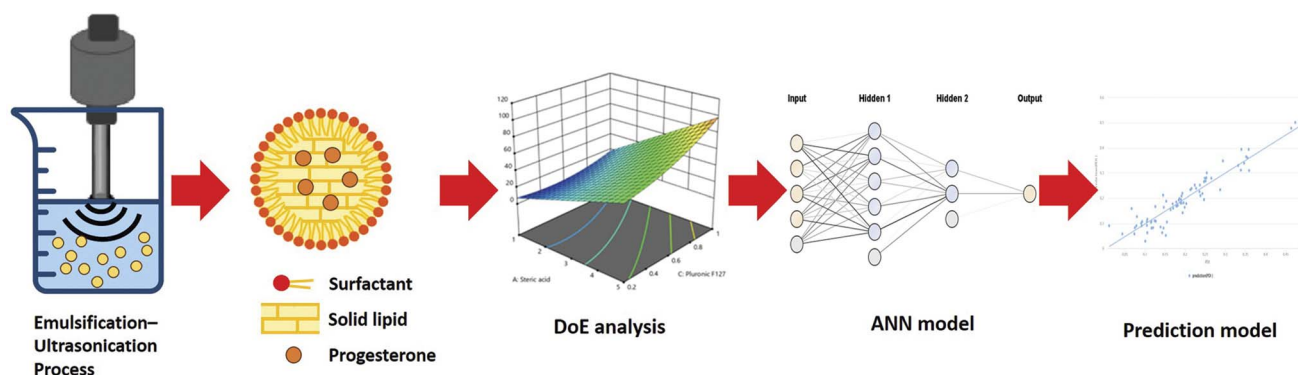 Emulsification–
Ultrasonication
Process
Surfactant
Solid lipid
Progesterone
120
100
80
60
40
20
0
1
2
3
4
5
A: Steric acid
0.2
0.4
0.6
0.8
1
C: Pluronic F127
DoE analysis
Input
Hidden 1
Hidden 2
Output
ANN model
Prediction model